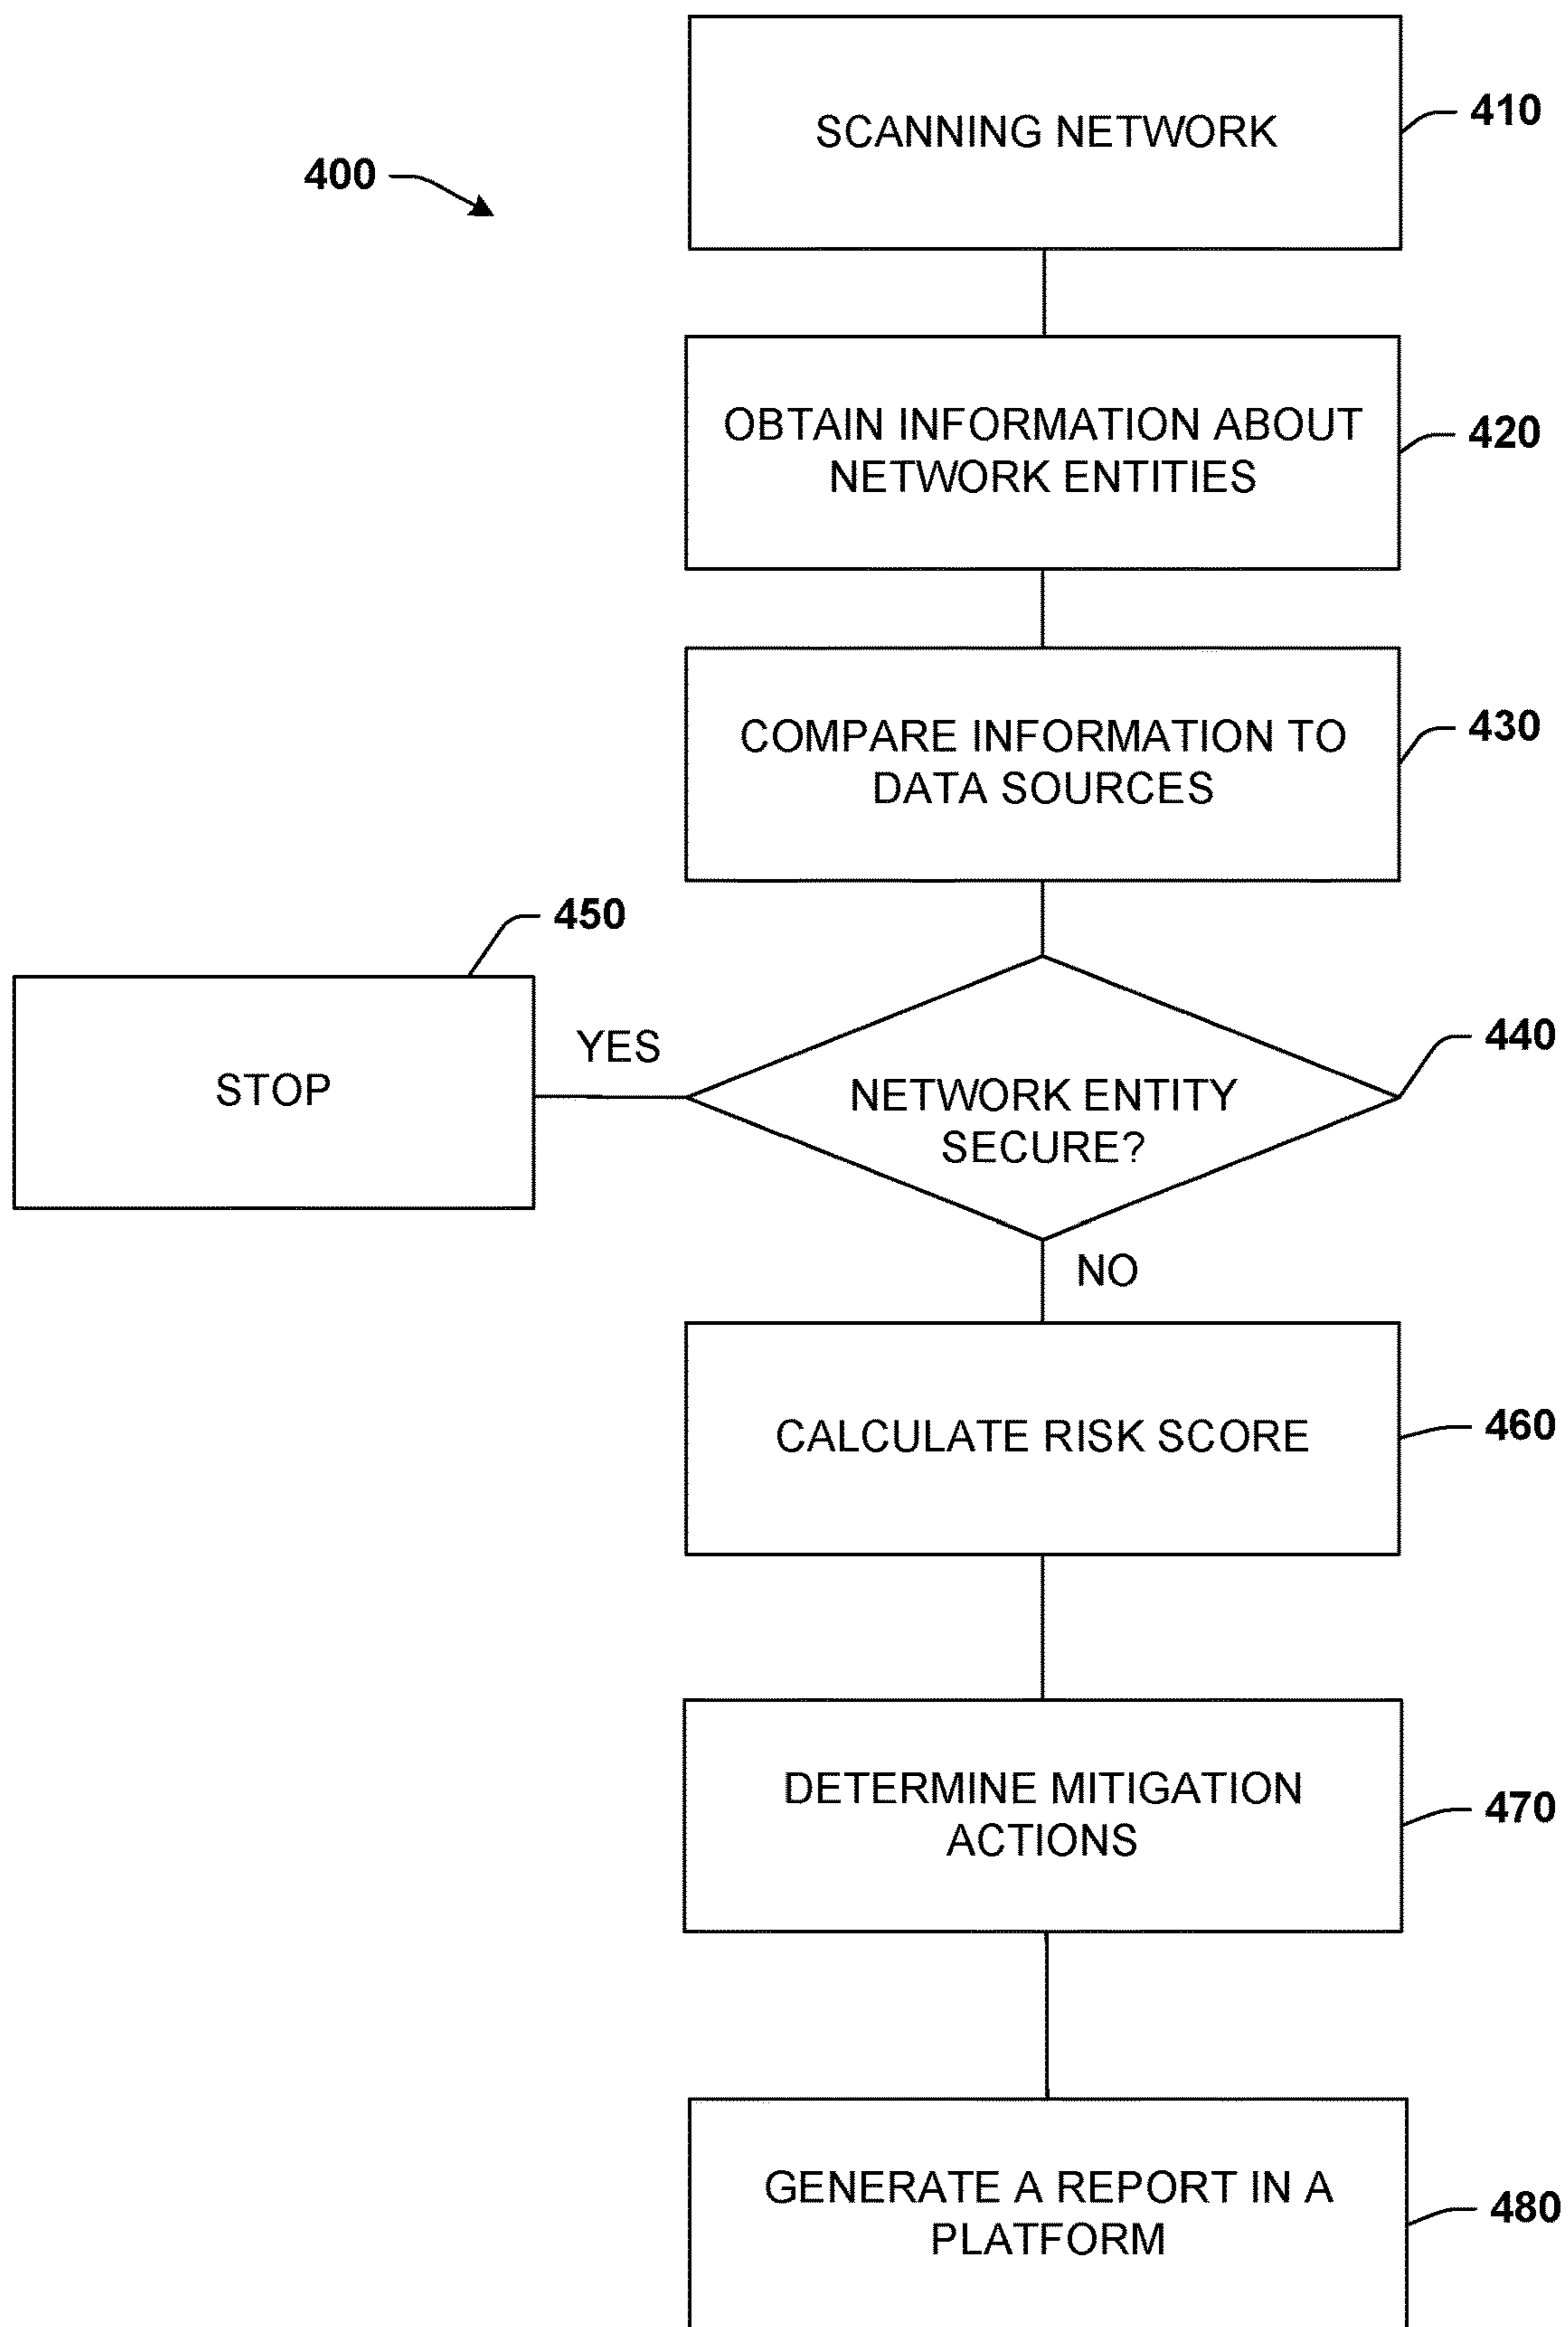 SCANNING NETWORK
410
400
OBTAIN INFORMATION ABOUT
NETWORK ENTITIES
420
COMPARE INFORMATION TO
DATA SOURCES
430
450
STOP
YES
NETWORK ENTITY
SECURE?
440
NO
CALCULATE RISK SCORE
460
DETERMINE MITIGATION
ACTIONS
470
GENERATE A REPORT IN A
PLATFORM
480